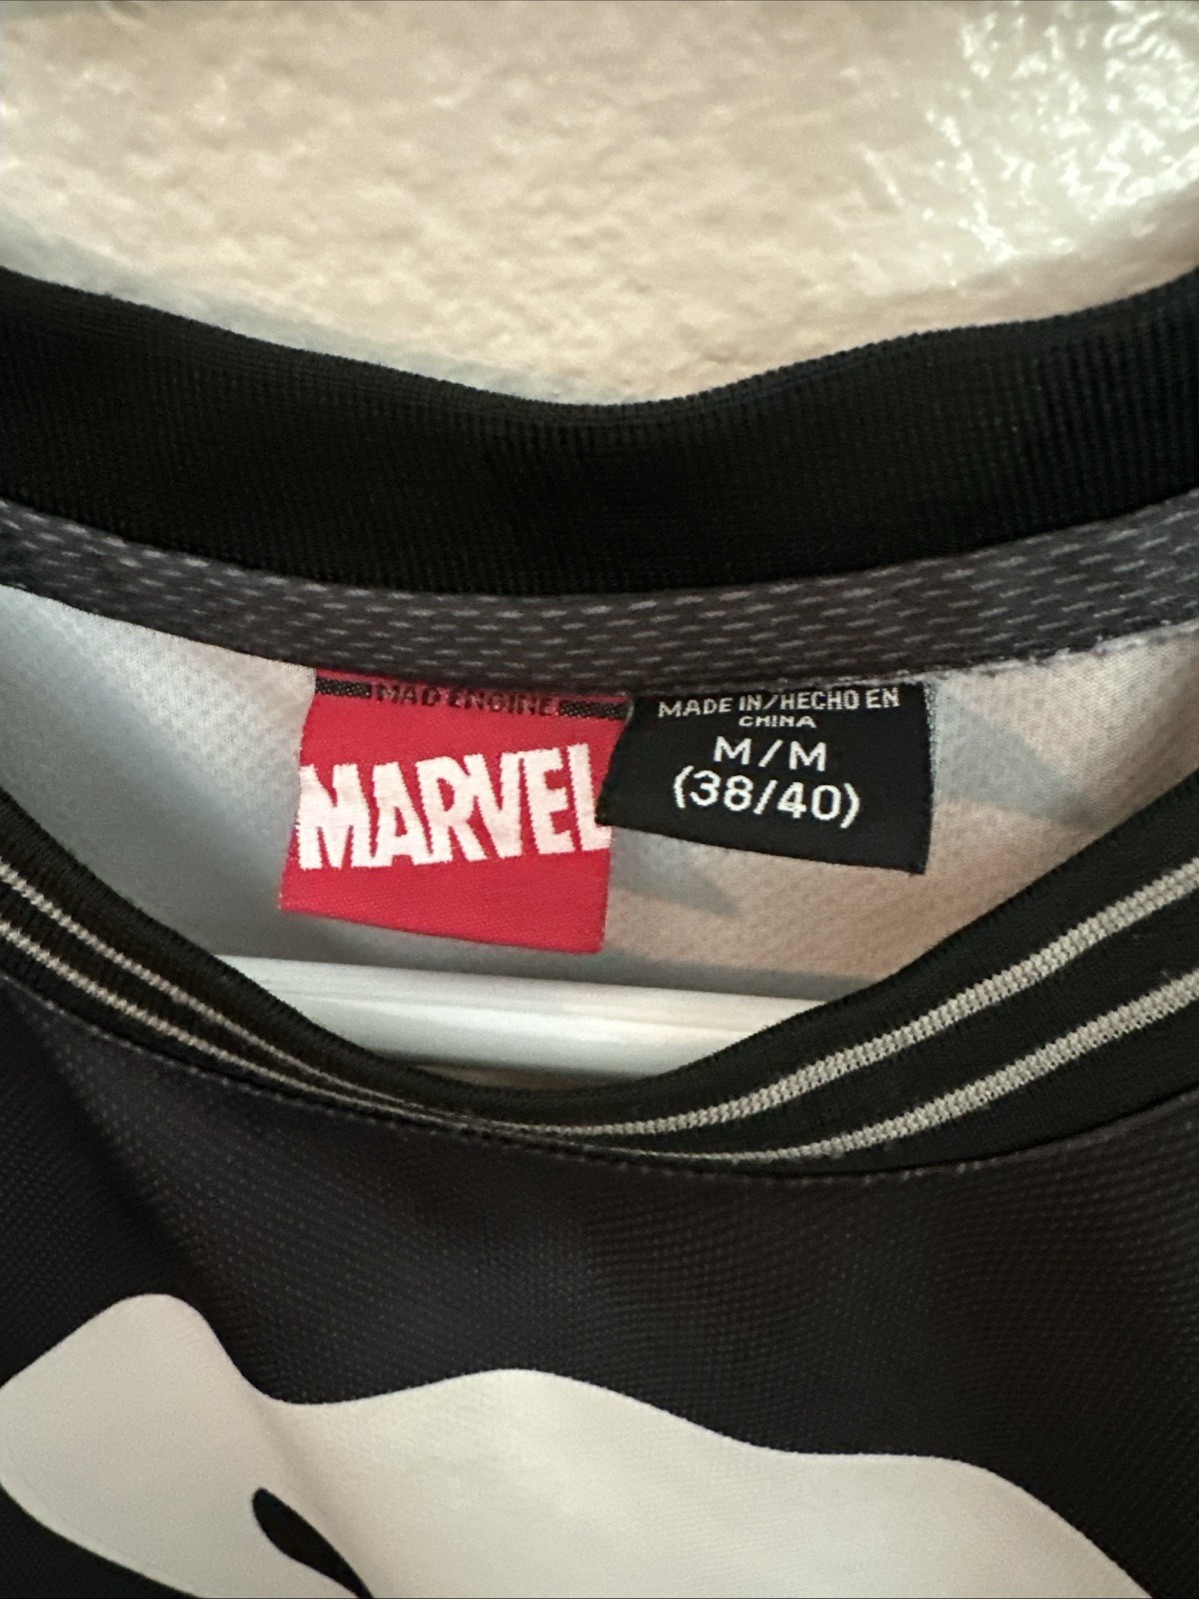 MAD ENGINE
MARVEL
MADE IN/HECHO EN
CHINA
M/M
(38/40)